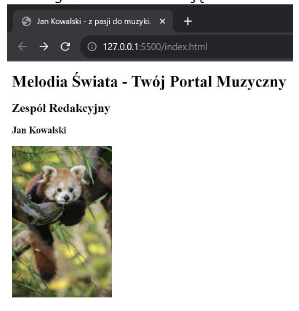 Jan Kowalski - z pasji do muzyki.
127.0.0.1:5500/index.html
Melodia Świata - Twój Portal Muzyczny
Zespół Redakcyjny
Jan Kowalski